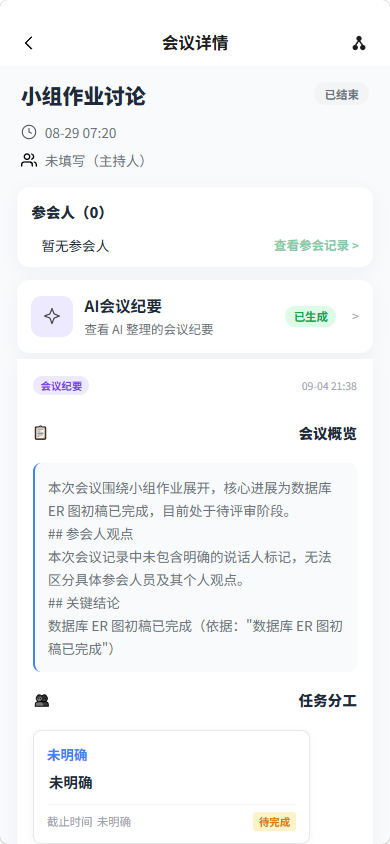 会议详情
小组作业讨论
已结束
08-29 07:20
未填写（主持人）
参会人（0）
暂无参会人
查看参会记录 >
AI会议纪要
查看 AI 整理的会议纪要
已生成
>
会议纪要
09-04 21:38
会议概览
本次会议围绕小组作业展开，核心进展为数据库
ER 图初稿已完成，目前处于待评审阶段。
## 参会人观点
本次会议记录中未包含明确的说话人标记，无法
区分具体参会人员及其个人观点。
## 关键结论
数据库 ER 图初稿已完成（依据："数据库 ER 图初
稿已完成"）
任务分工
未明确
未明确
截止时间 未明确
待完成